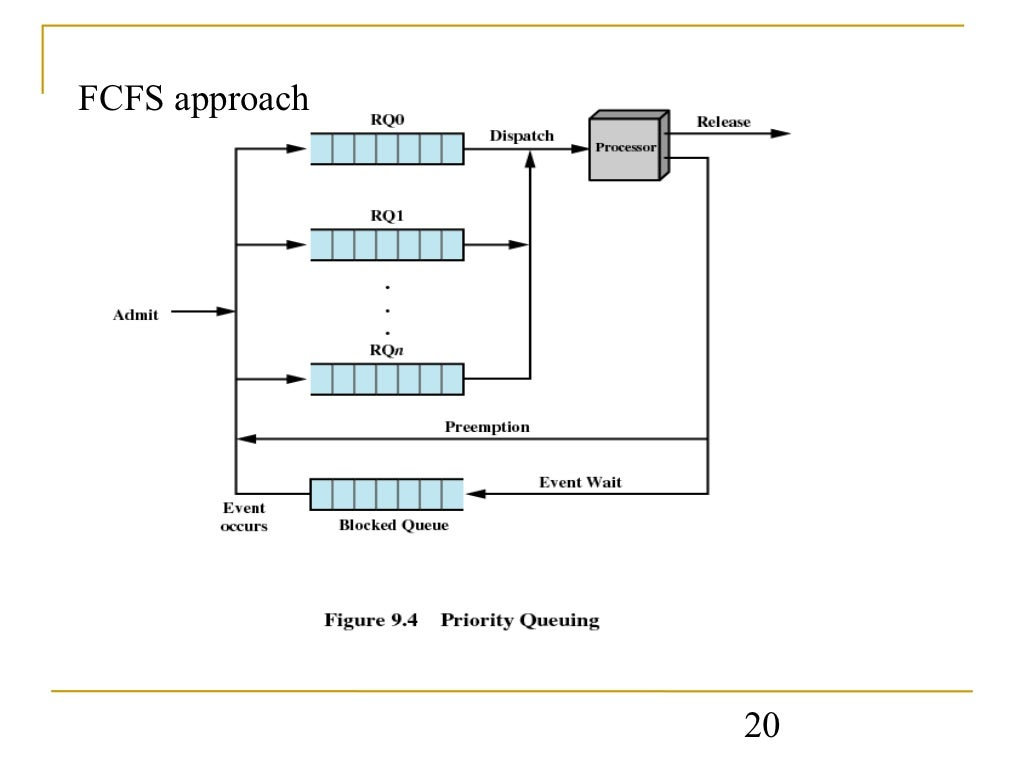 FCFS approach
RQ0
Dispatch
Release
Processor
RQ1
.
.
.
Admit
RQn
Preemption
Event Wait
Event
occurs
Blocked Queue
Figure 9.4 Priority Queuing
20